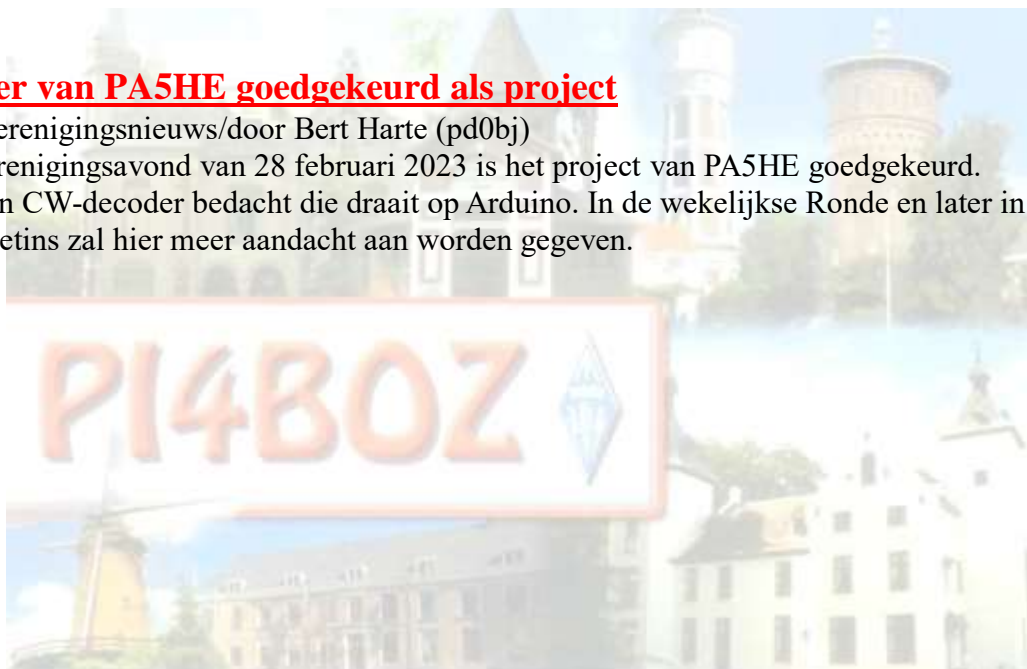 er van PA5HE goedgekeurd als project
erenigingsnieuws/door Bert Harte (pd0bj)
renigingsavond van 28 februari 2023 is het project van PA5HE goedgekeurd.
n CW-decoder bedacht die draait op Arduino. In de wekelijkse Ronde en later in
etins zal hier meer aandacht aan worden gegeven.
PI4BOZ